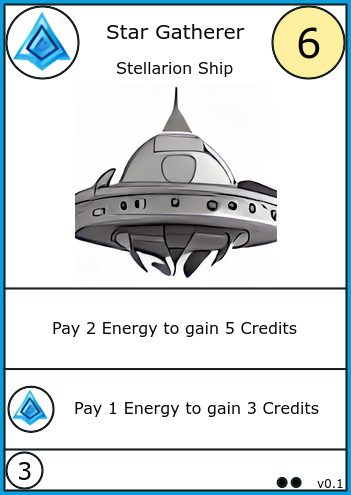 Star Gatherer
6
Stellarion Ship
Pay 2 Energy to gain 5 Credits
Pay 1 Energy to gain 3 Credits
3
v0.1